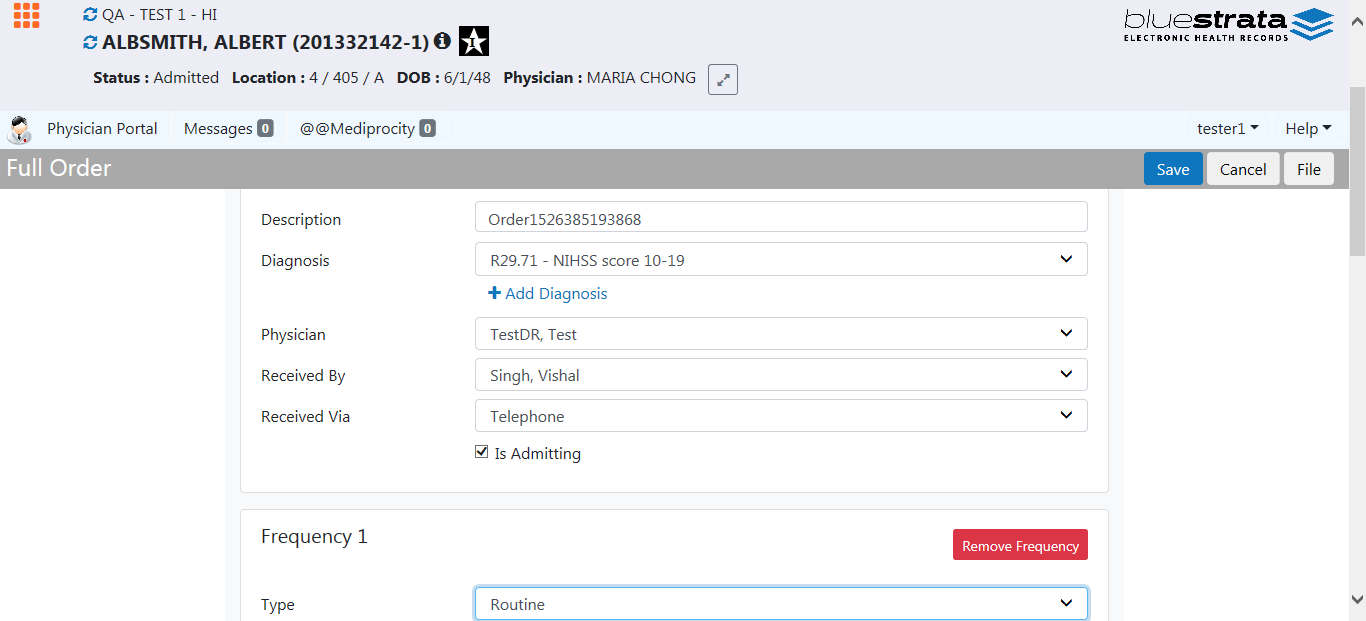 QA - TEST 1 - HI
bluestrata
ELECTRONIC HEALTH RECORDS
ALBSMITH, ALBERT (201332142-1) i I
Status : Admitted Location : 4 / 405 / A DOB : 6/1/48 Physician : MARIA CHONG
Physician Portal Messages 0 @@Mediprocity 0 tester1 Help
Full Order Save Cancel File
Description Order1526385193868
Diagnosis R29.71 - NIHSS score 10-19
+ Add Diagnosis
Physician TestDR, Test
Received By Singh, Vishal
Received Via Telephone
Is Admitting
Frequency 1
Remove Frequency
Type Routine